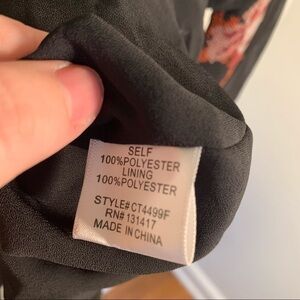 SELF
100%POLYESTER
LINING
100%POLYESTER
STYLE#CT4499F
RN#131417
MADE IN CHINA